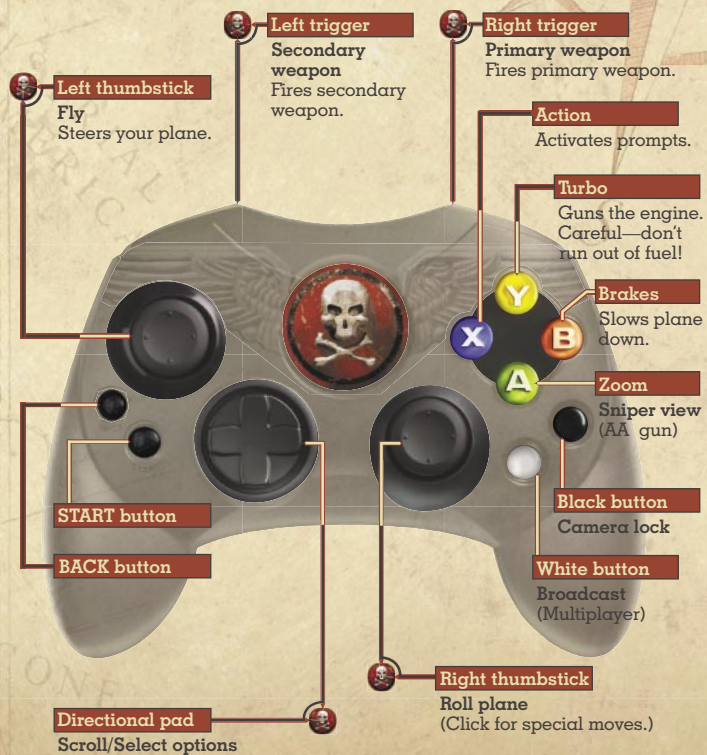 Left trigger
Secondary
weapon
Fires secondary
weapon.
Right trigger
Primary weapon
Fires primary weapon.
Left thumbstick
Fly
Steers your plane.
Action
Activates prompts.
Turbo
Guns the engine.
Careful—don't
run out of fuel!
Y
Brakes
Slows plane
down.
X
B
A
Zoom
Sniper view
(AA gun)
START button
Black button
Camera lock
BACK button
White button
Broadcast
(Multiplayer)
Right thumbstick
Roll plane
(Click for special moves.)
Directional pad
Scroll/Select options